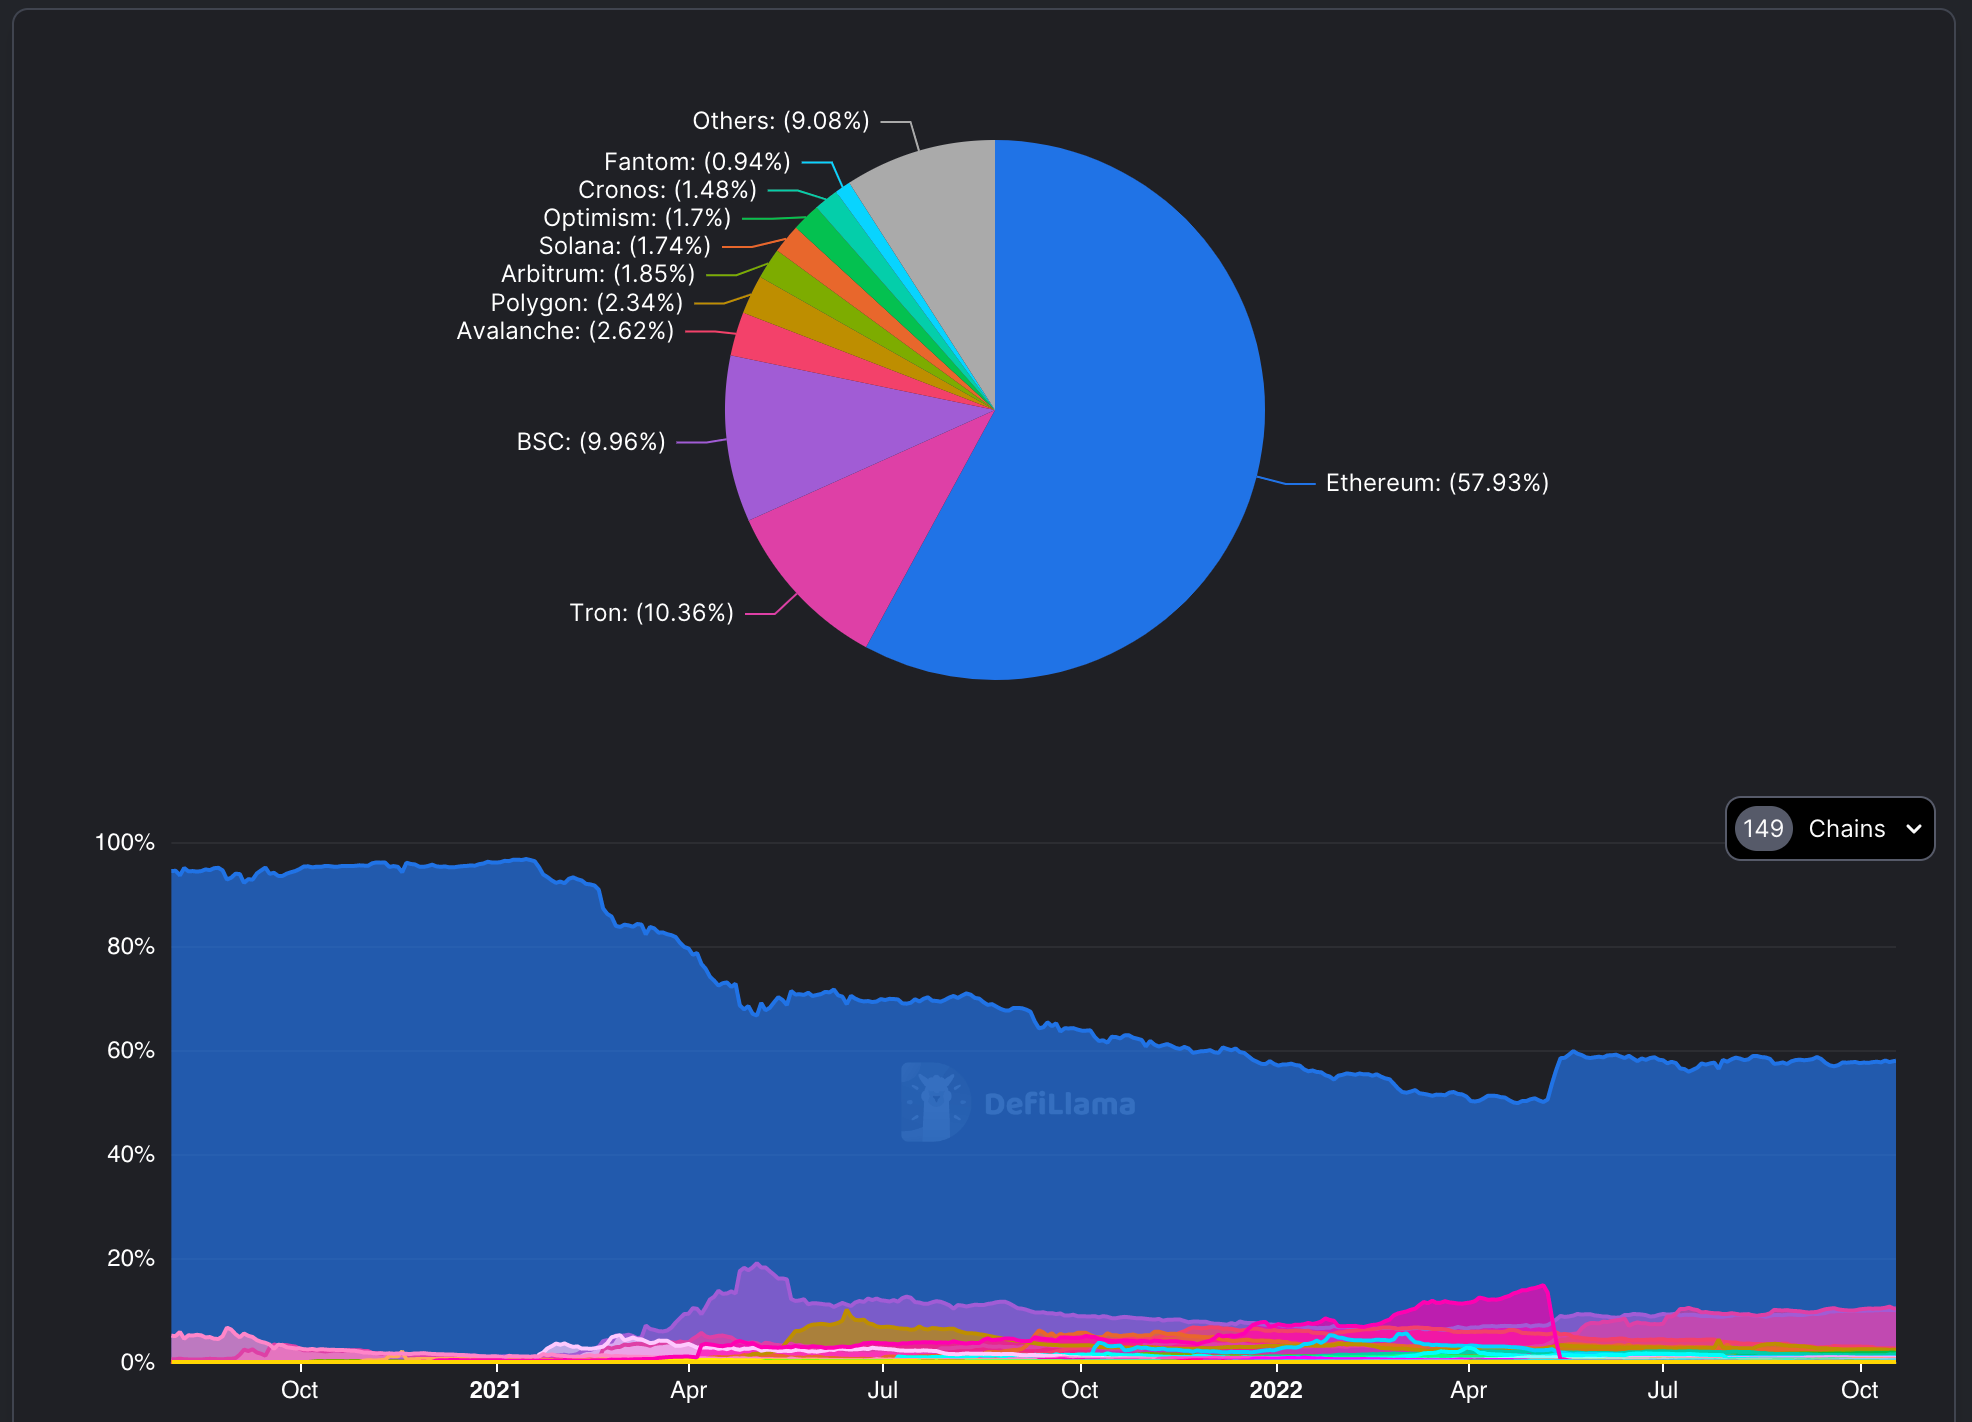 Others: (9.08%)
Fantom: (0.94%)
Cronos: (1.48%)
Optimism: (1.7%)
Solana: (1.74%)
Arbitrum: (1.85%)
Polygon: (2.34%)
Avalanche: (2.62%)
BSC: (9.96%)
Ethereum: (57.93%)
Tron: (10.36%)
149 Chains
100%
80%
60%
DefiLlama
40%
20%
0%
Oct 2021 Apr Jul Oct 2022 Apr Jul Oct